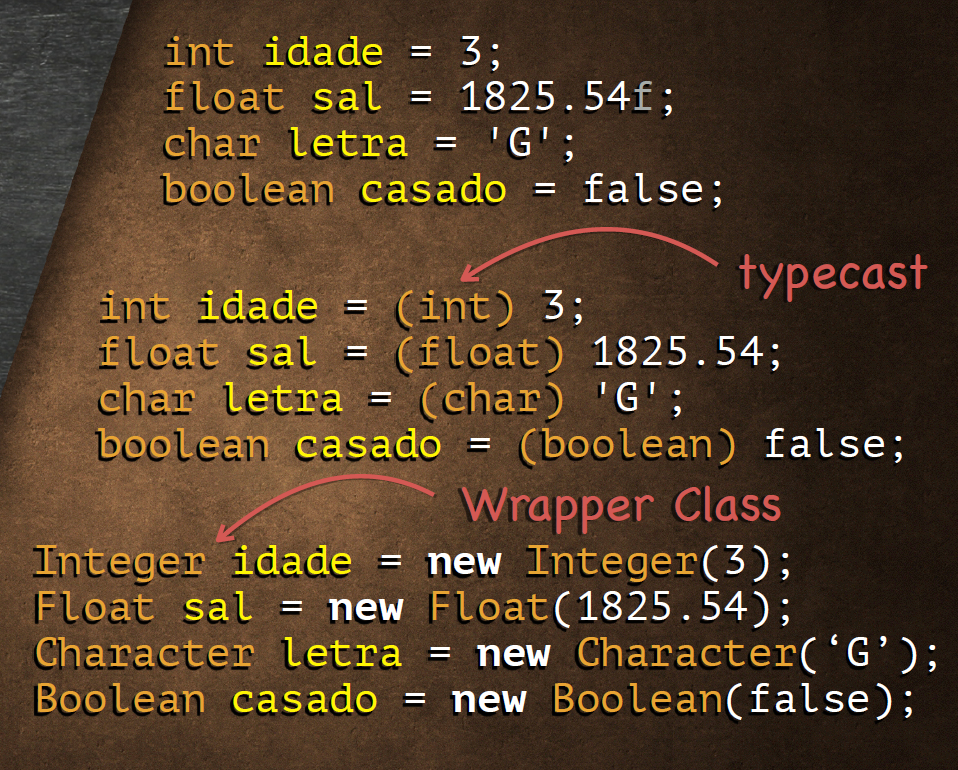 int idade = 3;
float sal = 1825.54f;
char letra = 'G';
boolean casado = false;
typecast
int idade = (int) 3;
float sal = (float) 1825.54;
char letra = (char) 'G';
boolean casado = (boolean) false;
Wrapper Class
Integer idade = new Integer(3);
Float sal = new Float(1825.54);
Character letra = new Character(‘G’);
Boolean casado = new Boolean(false);